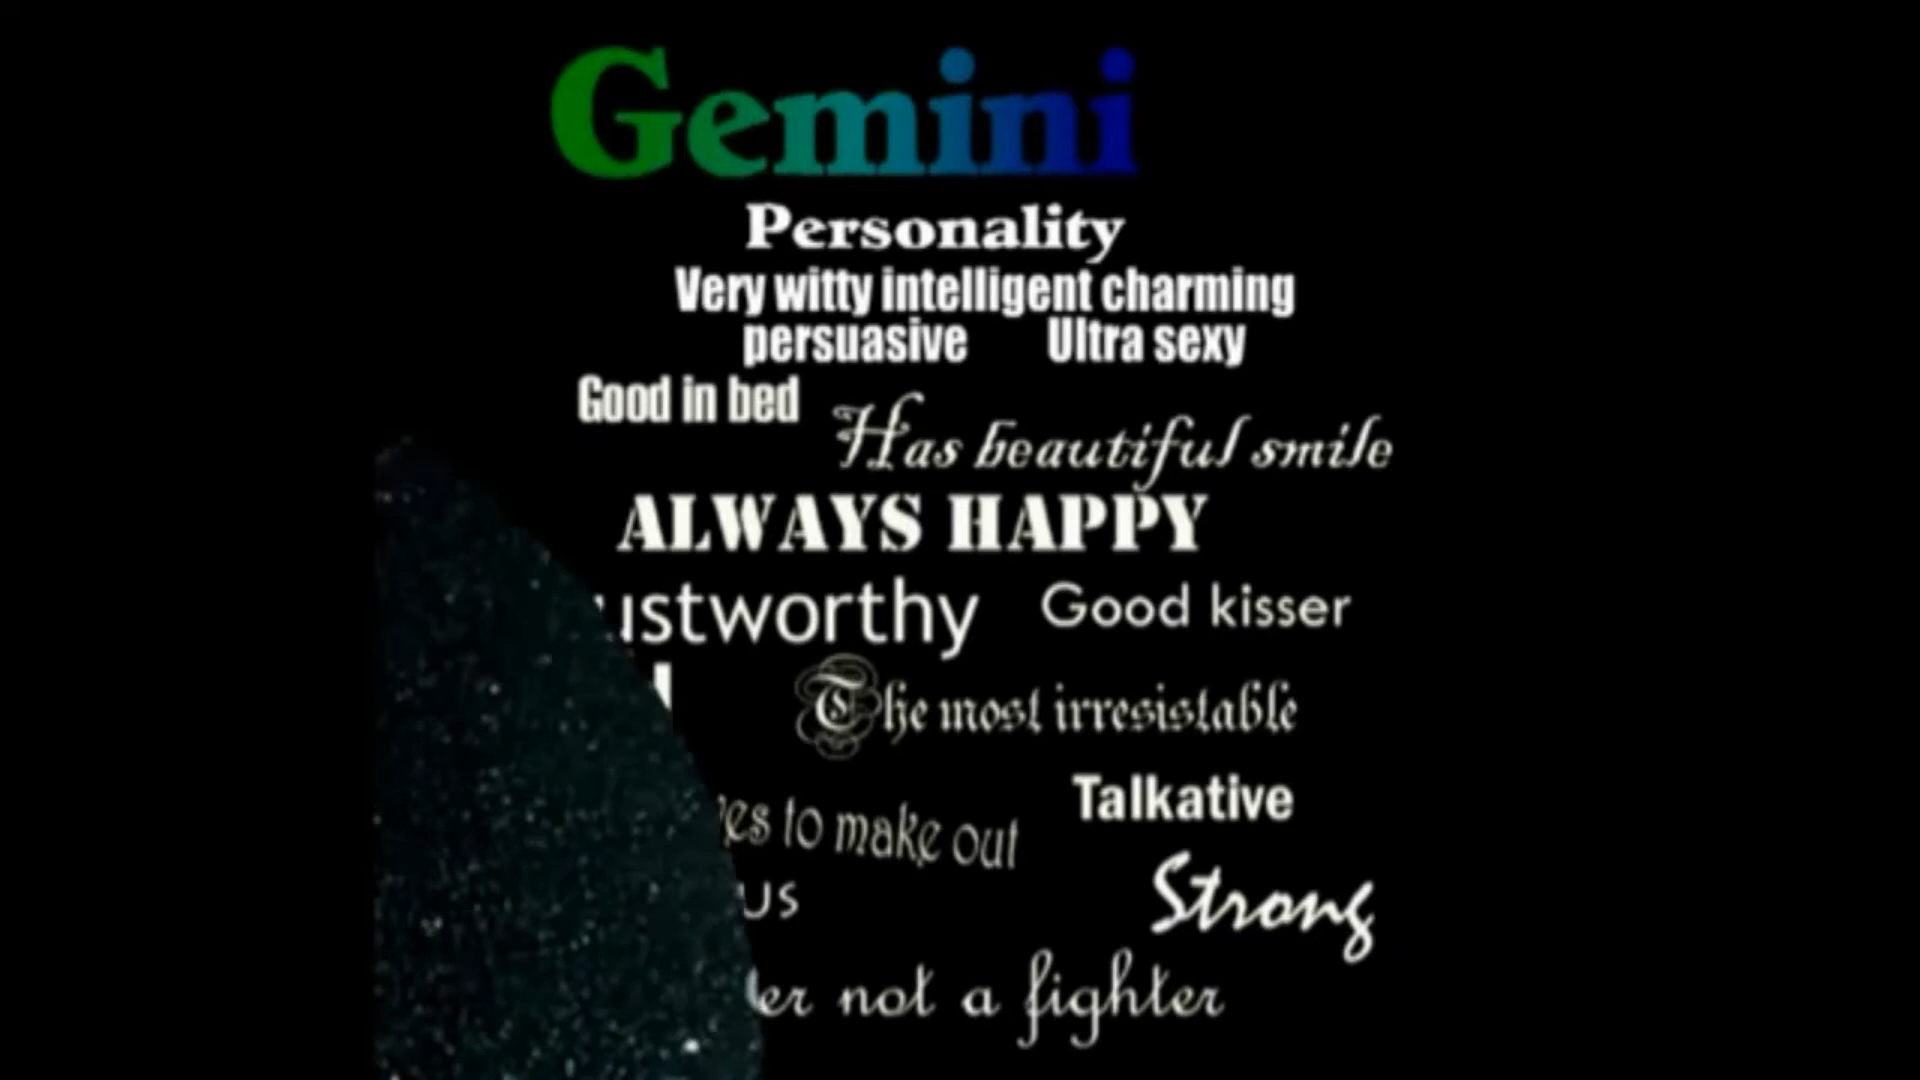 Gemini
Personality
Very witty intelligent charming
persuasive Ultra sexy
Good in bed Has beautiful smile
ALWAYS HAPPY
ustworthy Good kisser
The most irresistable
Talkative
es to make out
us Strong
er not a fighter